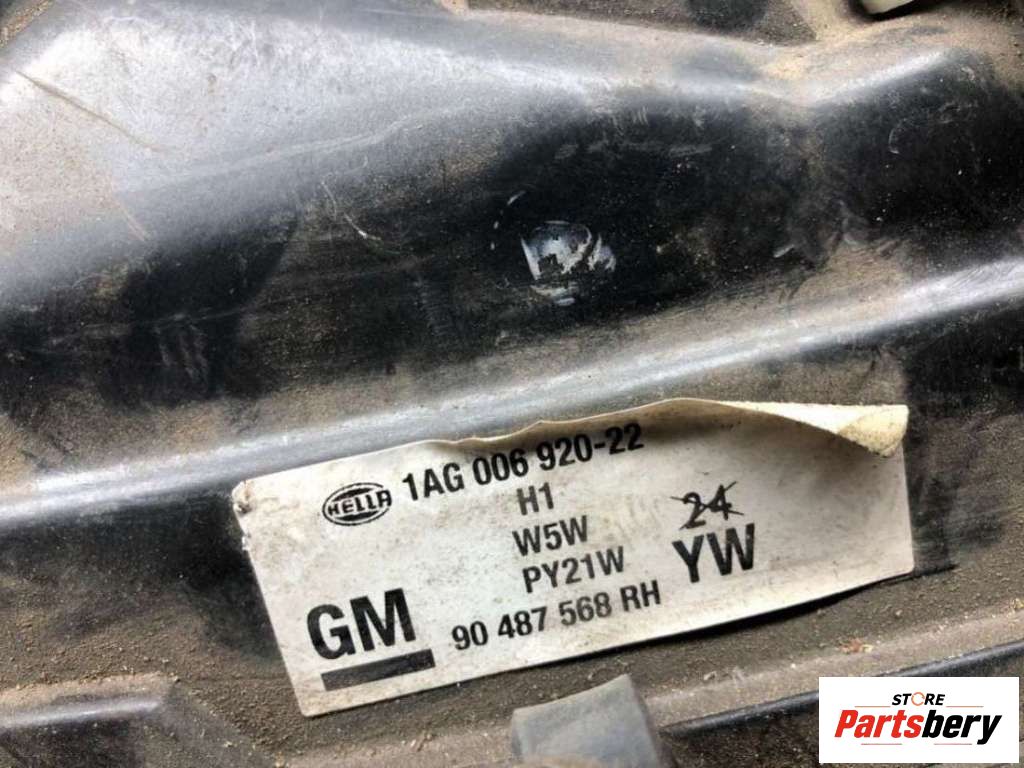 HELLA 1AG 006 920-22
H1
W5W 24
PY21W YW
GM 90 487 568 RH
STORE
Partsbery